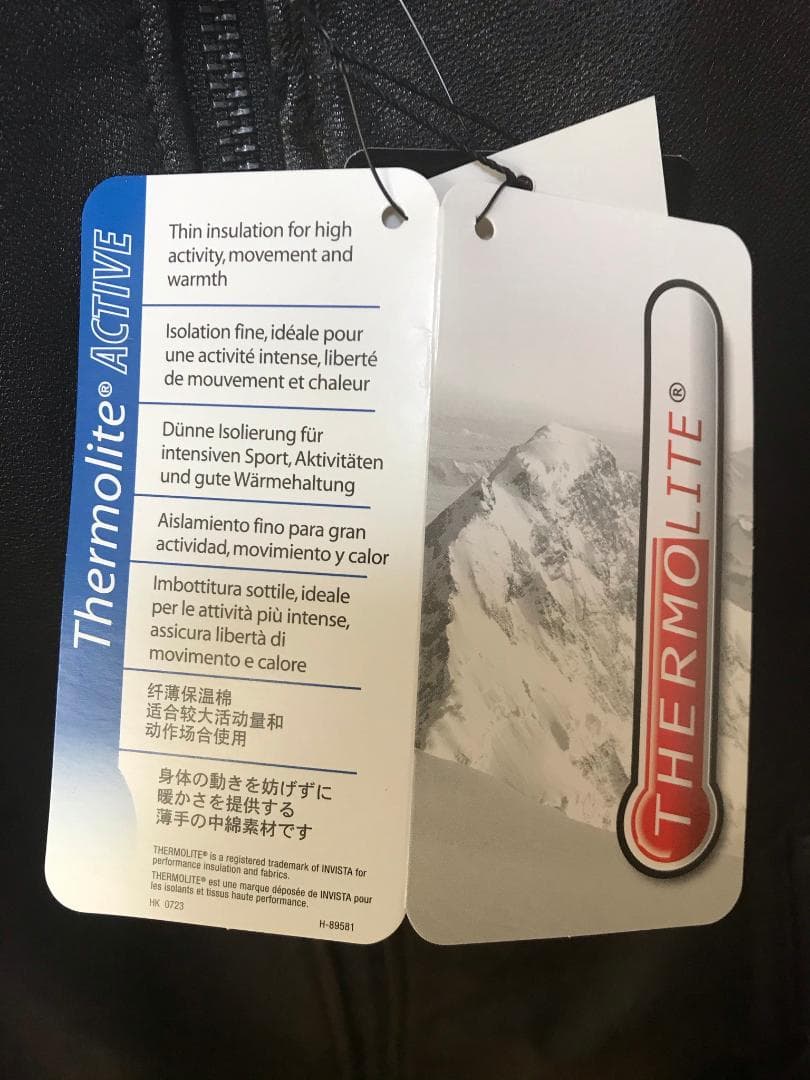 Thermolite® ACTIVE
Thin insulation for high
activity, movement and
warmth
Isolation fine, idéale pour
une activité intense, liberté
de mouvement et chaleur
Dünne Isolierung für
intensiven Sport, Aktivitäten
und gute Wärmehaltung
Aislamiento fino para gran
actividad, movimiento y calor
Imbottitura sottile, ideale
per le attività più intense,
assicura libertà di
movimento e calore
纤薄保温棉
适合较大活动量和
动作场合使用
身体の動きを妨げずに
暖かさを提供する
薄手の中綿素材です
THERMOLITE® is a registered trademark of INVISTA for
performance insulation and fabrics.
THERMOLITE® est une marque déposée de INVISTA pour
les isolants et tissus haute performance.
HK 0723
H-89581
THERMOLITE®